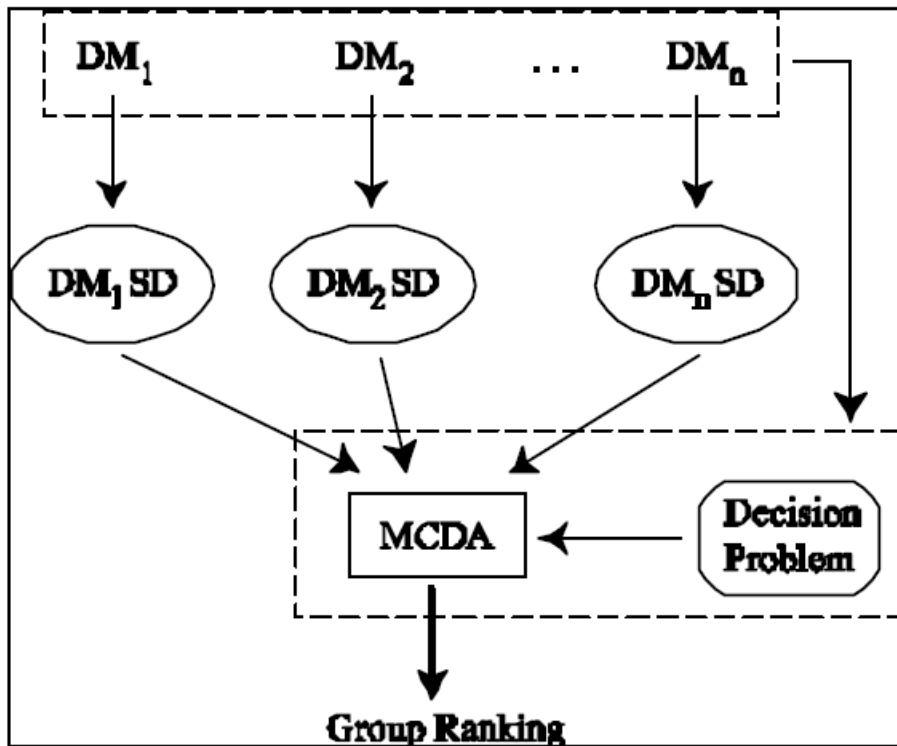 DM₁ DM₂ ... DMₙ
DM₁ SD DM₂ SD DMₙ SD
MCDA
Decision
Problem
Group Ranking